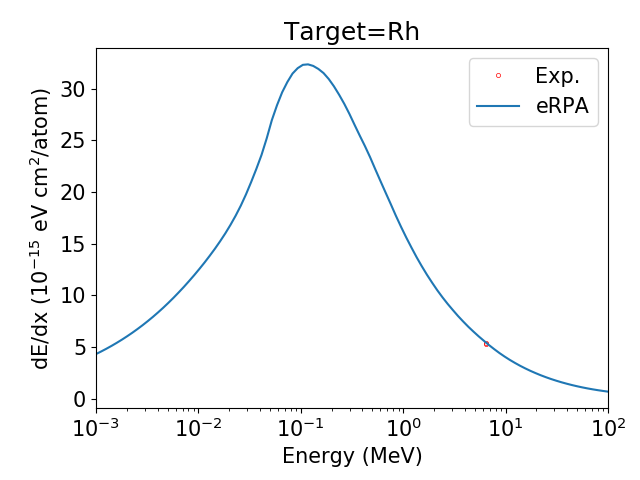 Target=Rh
Exp.
eRPA
dE/dx (10⁻¹⁵ eV cm²/atom)
30
25
20
15
10
5
0
10⁻³ 10⁻² 10⁻¹ 10⁰ 10¹ 10²
Energy (MeV)